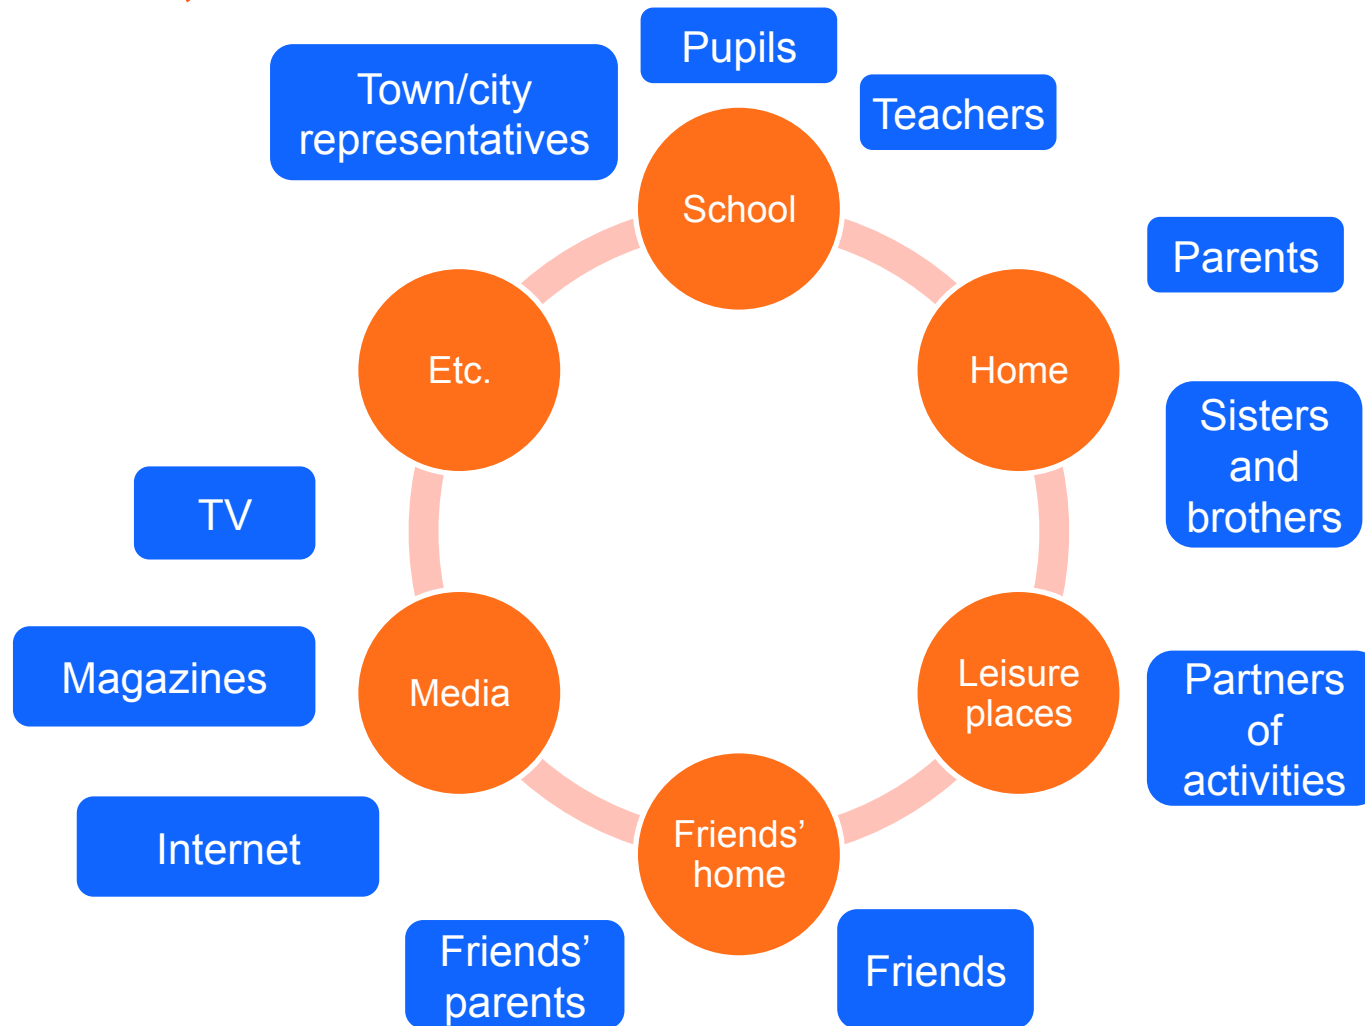 Pupils
Town/city
representatives
Teachers
School
Parents
Etc.
Home
Sisters
and
brothers
TV
Magazines
Media
Leisure
places
Partners
of
activities
Internet
Friends’
home
Friends’
parents
Friends